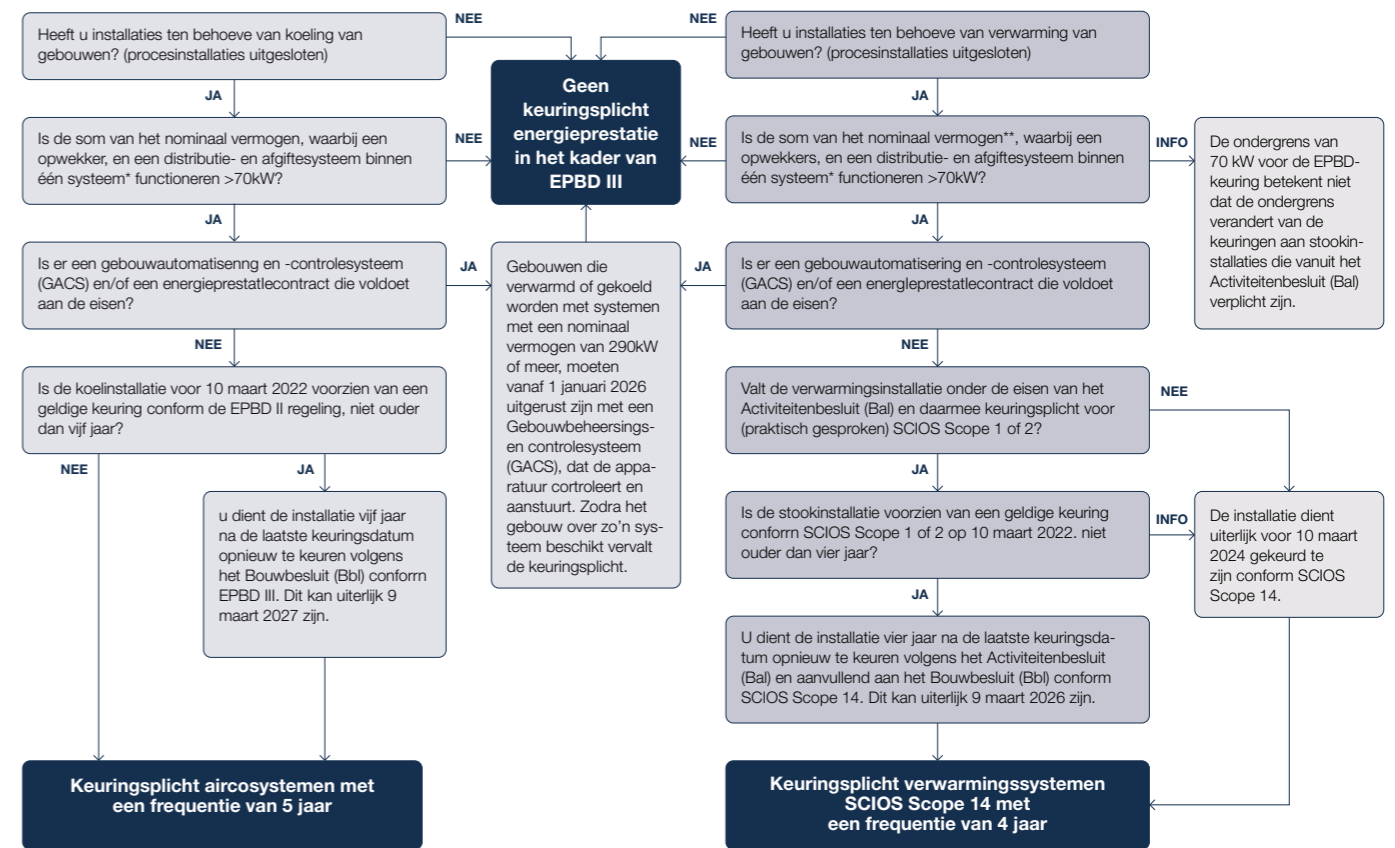 NEE
Heeft u installaties ten behoeve van koeling van
gebouwen? (procesinstallaties uitgesloten)
JA
Is de som van het nominaal vermogen, waarbij een
opwekker, en een distributie- en afgiftesysteem binnen
één systeem* functioneren >70kW?
NEE
JA
Is er een gebouwautomatisenng en -controlesysteem
(GACS) en/of een energieprestatlecontract die voldoet
aan de eisen?
JA
NEE
Is de koelinstallatie voor 10 maart 2022 voorzien van een
geldige keuring conform de EPBD II regeling, niet ouder
dan vijf jaar?
NEE
JA
u dient de installatie vijf jaar
na de laatste keuringsdatum
opnieuw te keuren volgens
het Bouwbesluit (Bbl) conforrn
EPBD III. Dit kan uiterlijk 9
maart 2027 zijn.
Keuringsplicht aircosystemen met
een frequentie van 5 jaar
Geen
keuringsplicht
energieprestatie
in het kader van
EPBD III
Gebouwen die
verwarmd of gekoeld
worden met systemen
met een nominaal
vermogen van 290kW
of meer, moeten
vanaf 1 januari 2026
uitgerust zijn met een
Gebouwbeheersings-
en controlesysteem
(GACS), dat de appa-
ratuur cortroleert en
aanstuurt. Zodra het
gebouw over zo'n sys-
teem beschikt vervalt
de keuringsplicht.
NEE
Heeft u installaties ten behoeve van verwarming van
gebouwen? (procesinstallaties uitgesloten)
JA
NEE
Is de som van het nominaal vermogen**, waarbij een
opwekkers, en een distributie- en afgiftesysteem binnen
één systeem* functioneren >70kW?
INFO
De ondergrens van
70 kW voor de EPBD-
keuring betekent niet
dat de ondergrens
verandert van de
keuringen aan stookin-
stallaties die vanuit het
Activiteitenbesluit (Bal)
verplicht zijn.
JA
JA
Is er een gebouwautomatisering en -controlesysteem
(GACS) en/of een energleprestatlecontract die voldoet
aan de eisen?
NEE
Valt de verwarmingsinstallatie onder de eisen van het
Activiteitenbesluit (Bal) en daarmee keuringsplicht voor
(praktisch gesproken) SCIOS Scope 1 of 2?
NEE
JA
Is de stookinstallatie voorzien van een geldige keuring
conforrn SCIOS Scope 1 of 2 op 10 maart 2022. niet
ouder dan vier jaar?
INFO
De installatie dient
uiterlijk voor 10 maart
2024 gekeurd te
zijn conform SCIOS
Scope 14.
JA
U dient de installatie vier jaar na de laatste keuringsda-
tum opnieuw te keuren volgens het Activiteitenbesluit
(Bal) en aanvullend aan het Bouwbesluit (Bbl) conform
SCIOS Scope 14. Dit kan uiterlijk 9 maart 2026 zijn.
Keuringsplicht verwarmingssystemen
SCIOS Scope 14 met
een frequentie van 4 jaar